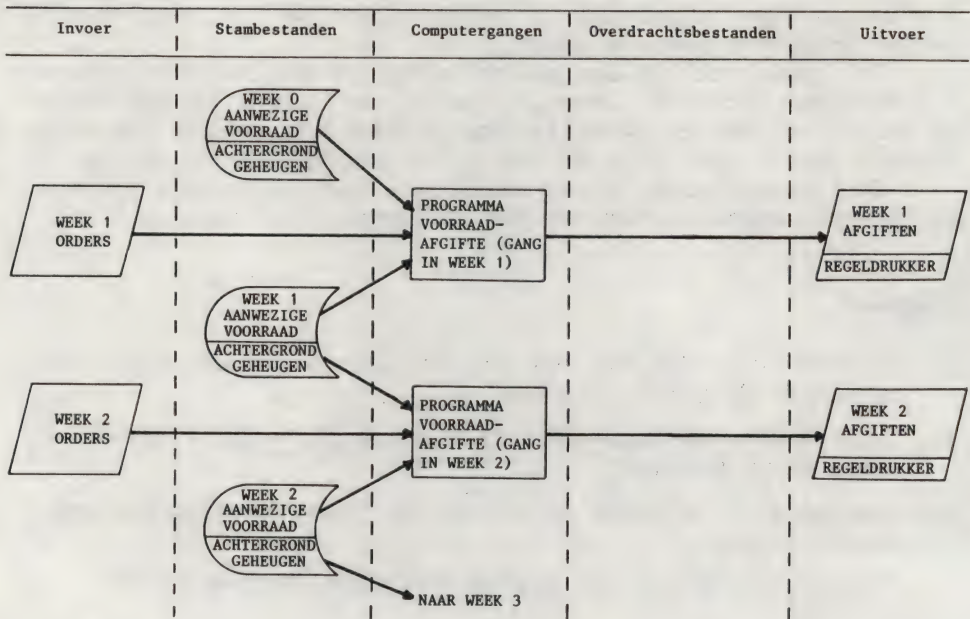 Invoer
Stambestanden
Computergangen
Overdrachtsbestanden
Uitvoer
WEEK 0
AANWEZIGE
VOORRAAD
ACHTERGROND
GEHEUGEN
WEEK 1
ORDERS
PROGRAMMA
VOORRAAD-
AFGIFTE (GANG
IN WEEK 1)
WEEK 1
AFGIFTEN
REGELDRUKKER
WEEK 1
AANWEZIGE
VOORRAAD
ACHTERGROND
GEHEUGEN
WEEK 2
ORDERS
PROGRAMMA
VOORRAAD-
AFGIFTE (GANG
IN WEEK 2)
WEEK 2
AFGIFTEN
REGELDRUKKER
WEEK 2
AANWEZIGE
VOORRAAD
ACHTERGROND
GEHEUGEN
NAAR WEEK 3